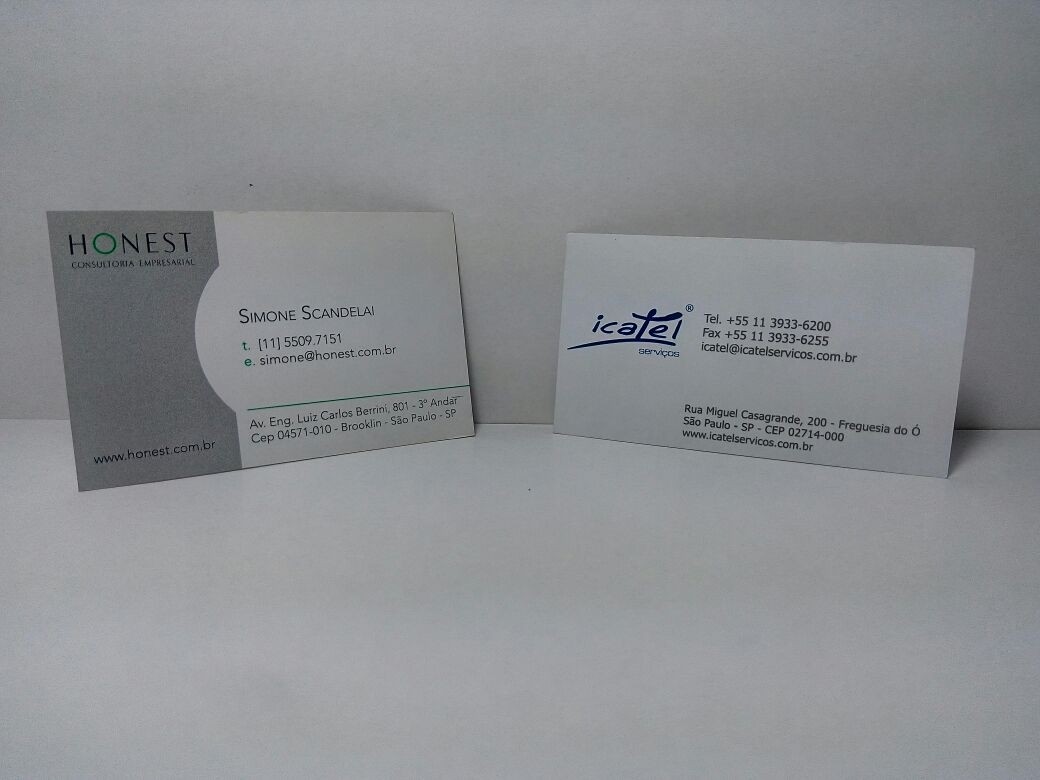 HONEST
CONSULTORIA EMPRESARIAL
SIMONE SCANDELAI
t. [11] 5509.7151
e. simone@honest.com.br
Av. Eng. Luiz Carlos Berrini, 801 - 3º Andar
Cep 04571-010 - Brooklin - São Paulo - SP
www.honest.com.br
icatel®
serviços
Tel. +55 11 3933-6200
Fax +55 11 3933-6255
icatel@icatelservicos.com.br
Rua Miguel Casagrande, 200 - Freguesia do Ó
São Paulo - SP - CEP 02714-000
www.icatelservicos.com.br